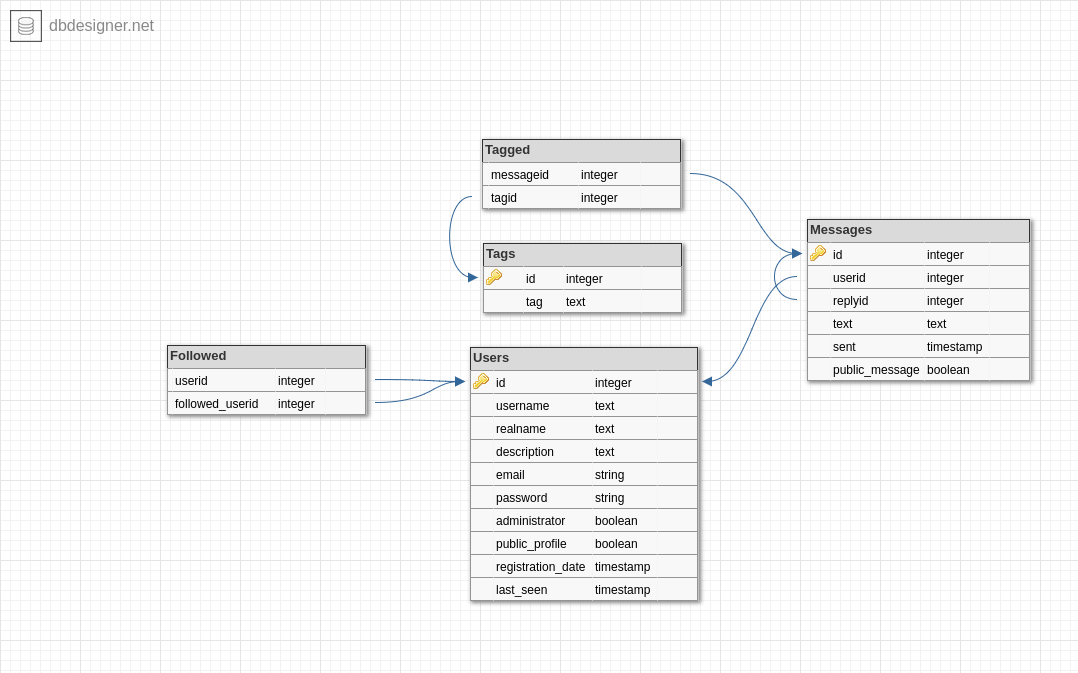 dbdesigner.net
Tagged
messageid integer
tagid integer
Tags
id integer
tag text
Messages
id integer
userid integer
replyid integer
text text
sent timestamp
public_message boolean
Followed
userid integer
followed_userid integer
Users
id integer
username text
realname text
description text
email string
password string
administrator boolean
public_profile boolean
registration_date timestamp
last_seen timestamp